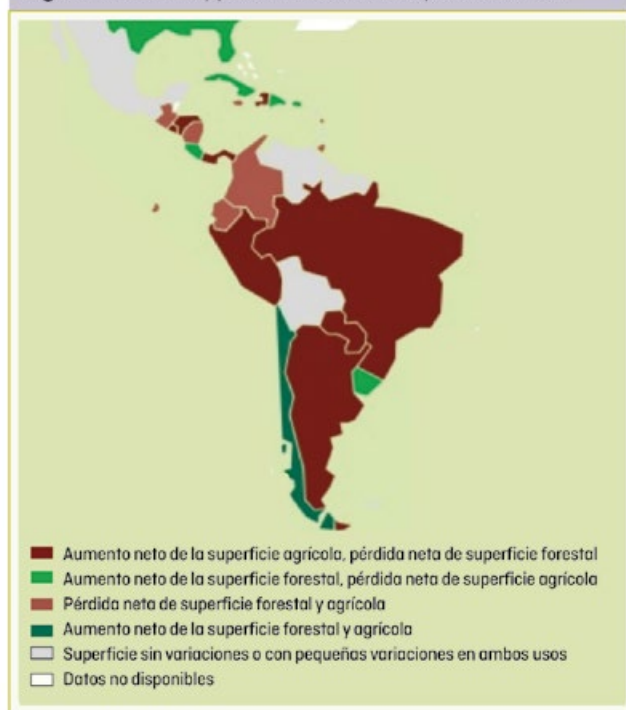 Aumento neto de la superficie agrícola, pérdida neta de superficie forestal
Aumento neto de la superficie forestal, pérdida neta de superficie agrícola
Pérdida neta de superficie forestal y agrícola
Aumento neto de la superficie forestal y agrícola
Superficie sin variaciones o con pequeñas variaciones en ambos usos
Datos no disponibles